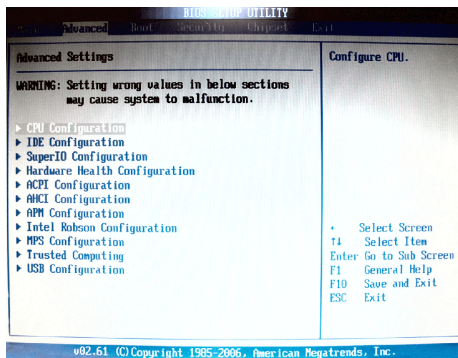 BIOS SETUP UTILITY
Main Advanced Boot Security Chipset Exit
Advanced Settings
Configure CPU.
WARNING: Setting wrong values in below sections
may cause system to malfunction.
▶ CPU Configuration
▶ IDE Configuration
▶ SuperIO Configuration
▶ Hardware Health Configuration
▶ ACPI Configuration
▶ AHCI Configuration
▶ APM Configuration
▶ Intel Robson Configuration
▶ MPS Configuration
▶ Trusted Computing
▶ USB Configuration
Select Screen
↑↓ Select Item
Enter Go to Sub Screen
F1 General Help
F10 Save and Exit
ESC Exit
v02.61 (C)Copyright 1985-2006, American Megatrends, Inc.